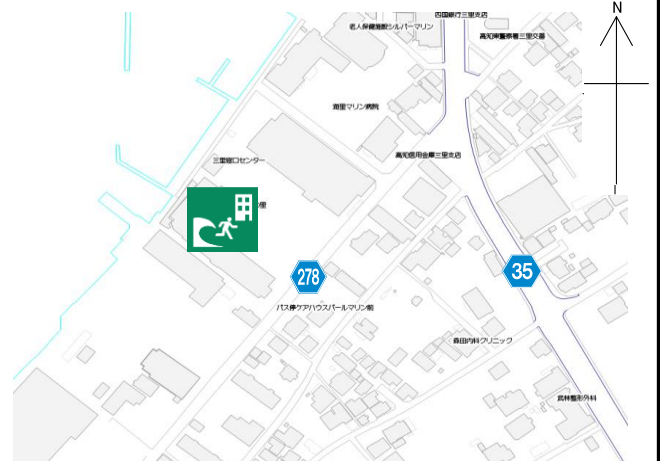 四国銀行三里支店
N
老人保健施設シルバーマリン
高知東警察署三里交番
海里マリン病院
高知信用金庫三里支店
三里窓口センター
の里
278
35
バス停ケアハウスパールマリン前
森田内科クリニック
武林整形外科